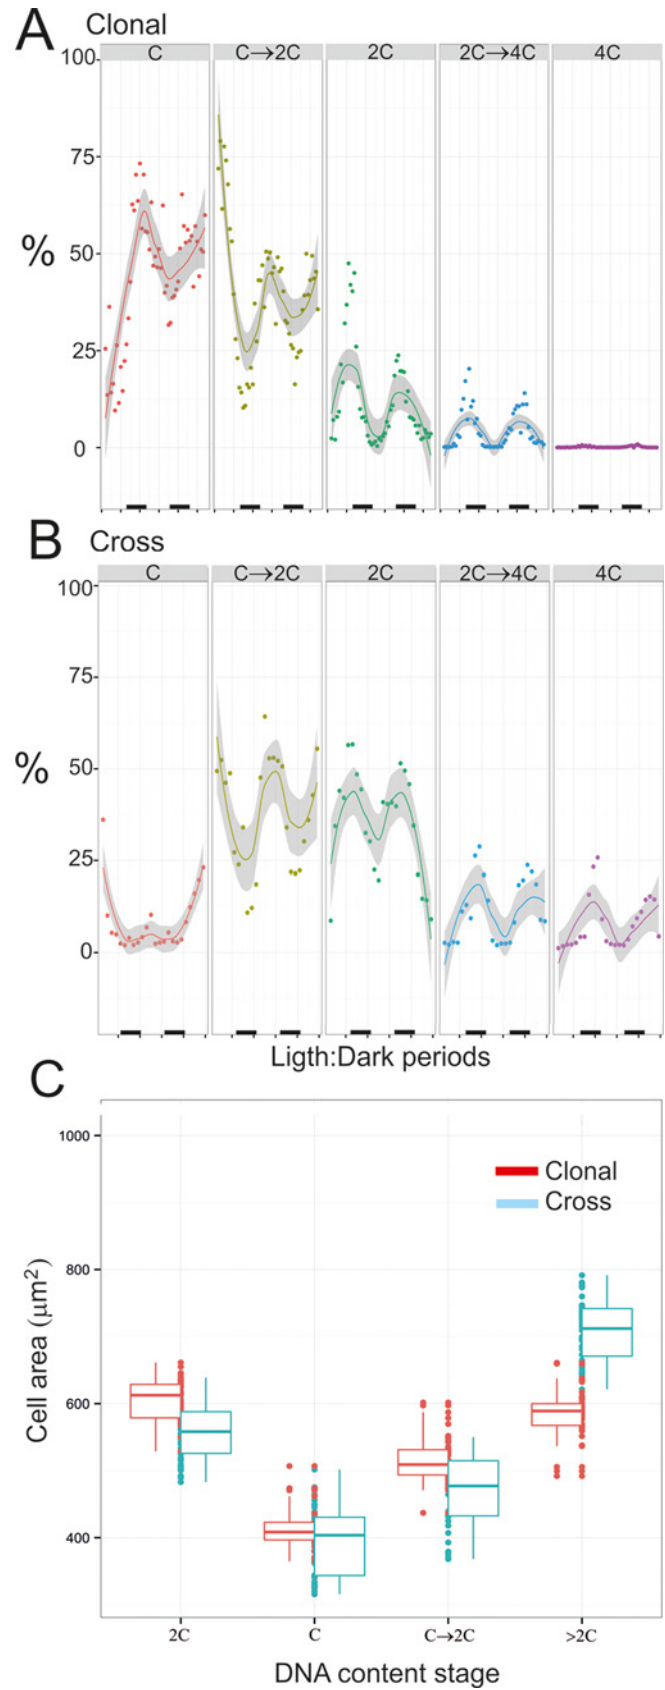 A Clonal
C C→2C 2C 2C→4C 4C
100
75
%
50
25
0
B Cross
C C→2C 2C 2C→4C 4C
100
75
%
50
25
0
Ligth:Dark periods
C
1000
Clonal
Cross
800
Cell area (μm²)
600
400
2C C C→2C >2C
DNA content stage